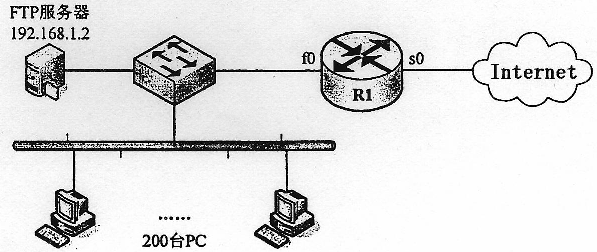 FTP服务器
192.168.1.2
f0
s0
R1
Internet
......
200台PC